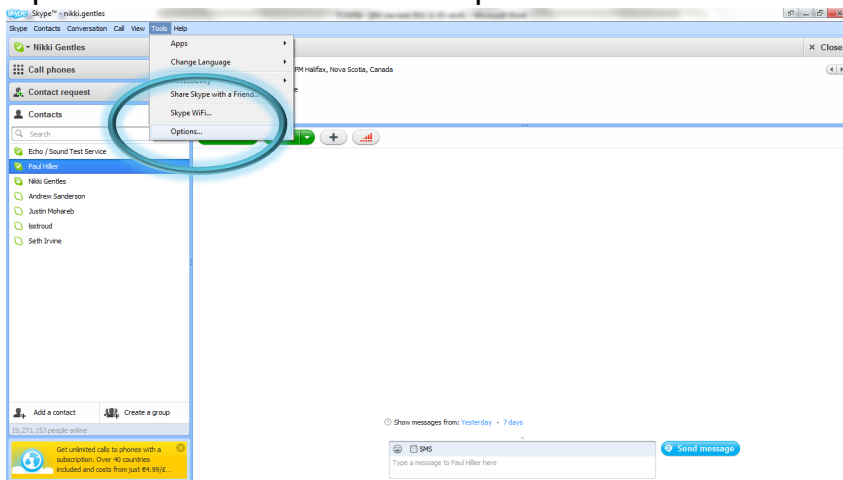 Skype™ - nikki.gentles
Skype Contacts Conversation Call View Tools Help
Nikki Gentles
Close
Apps
Change Language
Share Skype with a Friend...
Skype WiFi...
Options...
Call phones
PM Halifax, Nova Scotia, Canada
Contact request
Contacts
Search
Echo / Sound Test Service
Paul Hillier
Nikki Gentles
Andrew Sanderson
Justin Mohareb
lsstroud
Seth Irvine
Add a contact Create a group
19,271,153 people online
Get unlimited calls to phones with a
subscription. Over 40 countries
included and costs from just €4.99/£...
Show messages from: Yesterday • 7 days
SMS
Type a message to Paul Hillier here
Send message